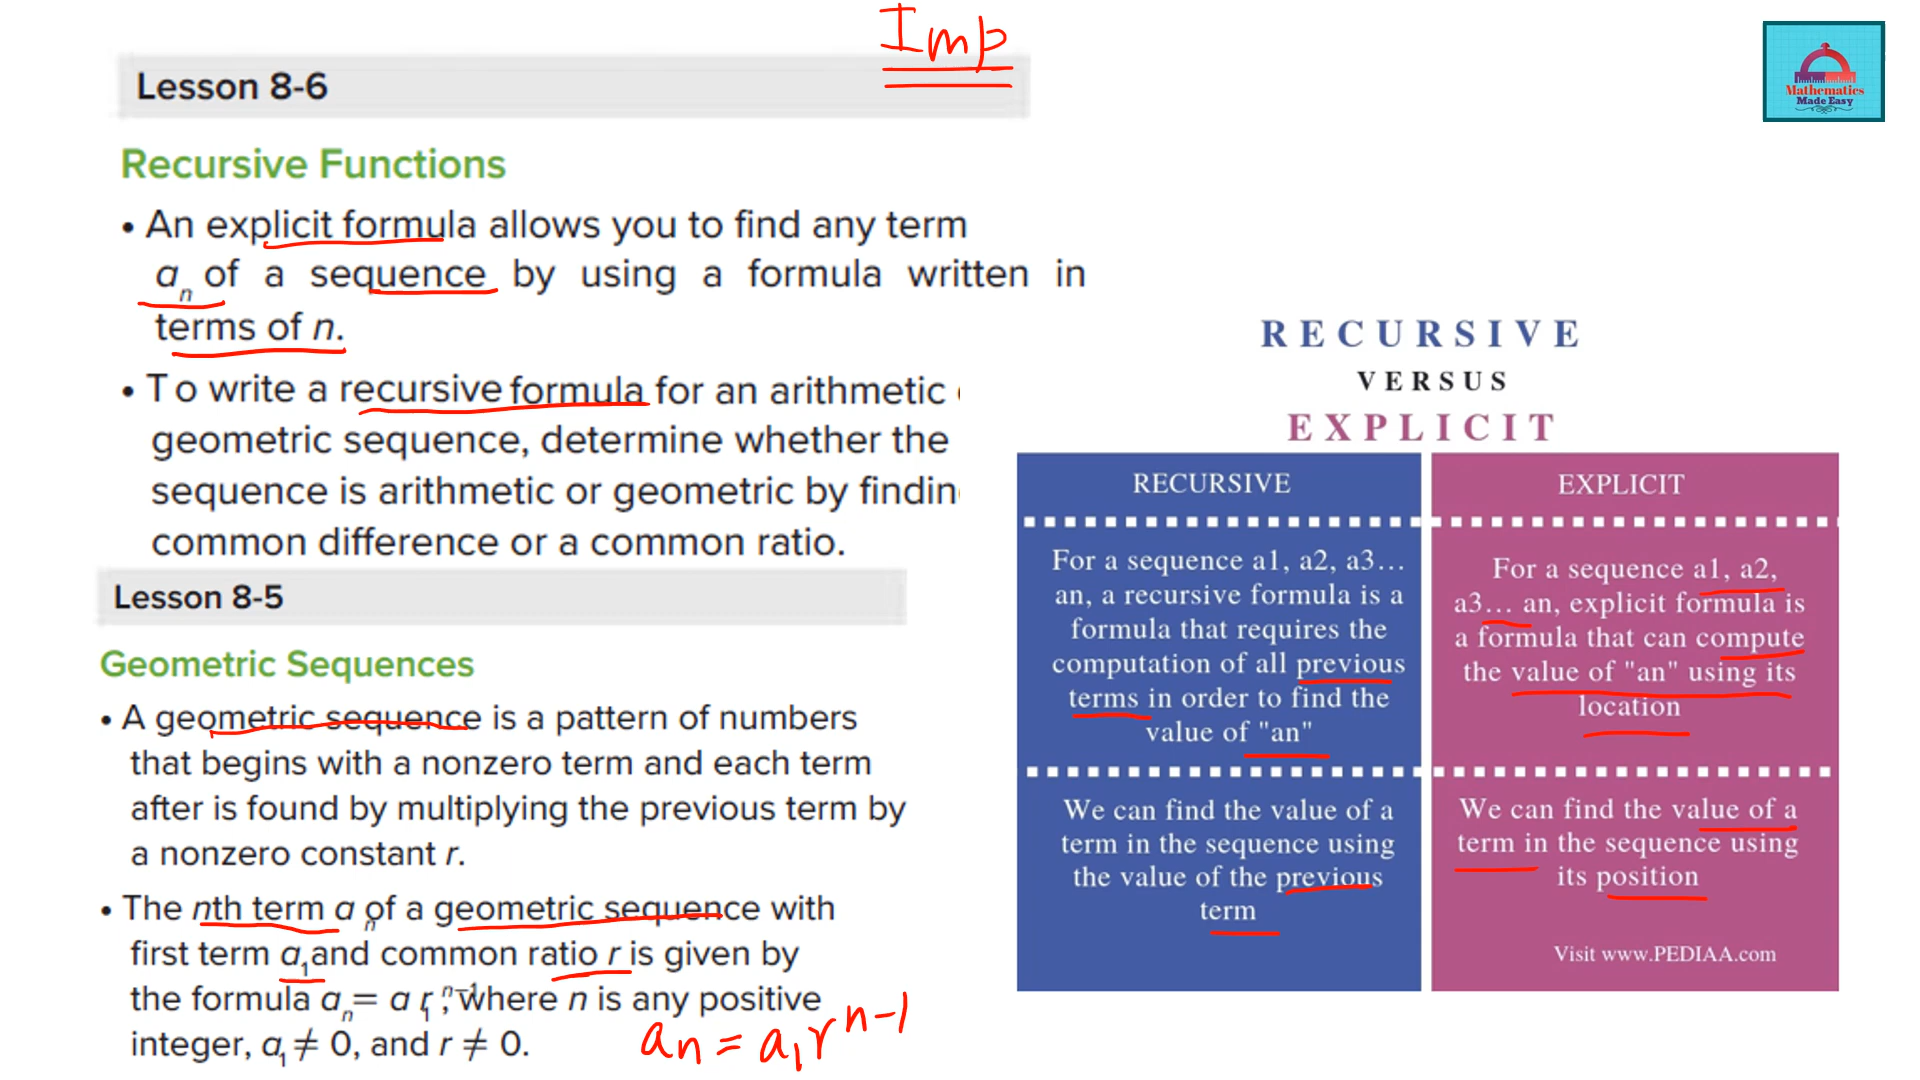 Imp
Lesson 8-6
Recursive Functions
• An explicit formula allows you to find any term
aₙ of a sequence by using a formula written in
terms of n.
• To write a recursive formula for an arithmetic
geometric sequence, determine whether the
sequence is arithmetic or geometric by findin
common difference or a common ratio.
Lesson 8-5
Geometric Sequences
• A geometric sequence is a pattern of numbers
that begins with a nonzero term and each term
after is found by multiplying the previous term by
a nonzero constant r.
• The nth term aₙ of a geometric sequence with
first term a₁ and common ratio r is given by
the formula aₙ = a₁rⁿ⁻¹, where n is any positive
integer, a₁ ≠ 0, and r ≠ 0.
aₙ = a₁rⁿ⁻¹
Mathematics
Made Easy
RECURSIVE
VERSUS
EXPLICIT
RECURSIVE
For a sequence a1, a2, a3...
an, a recursive formula is a
formula that requires the
computation of all previous
terms in order to find the
value of "an"
We can find the value of a
term in the sequence using
the value of the previous
term
EXPLICIT
For a sequence a1, a2,
a3... an, explicit formula is
a formula that can compute
the value of "an" using its
location
We can find the value of a
term in the sequence using
its position
Visit www.PEDIAA.com